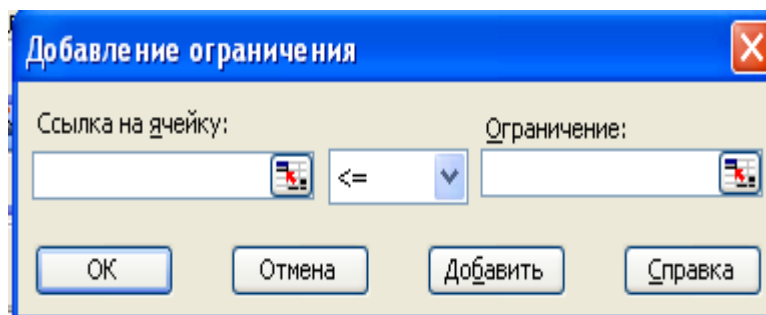 Добавление ограничения
Ссылка на ячейку: Ограничение:
<=
ОК Отмена Добавить Справка